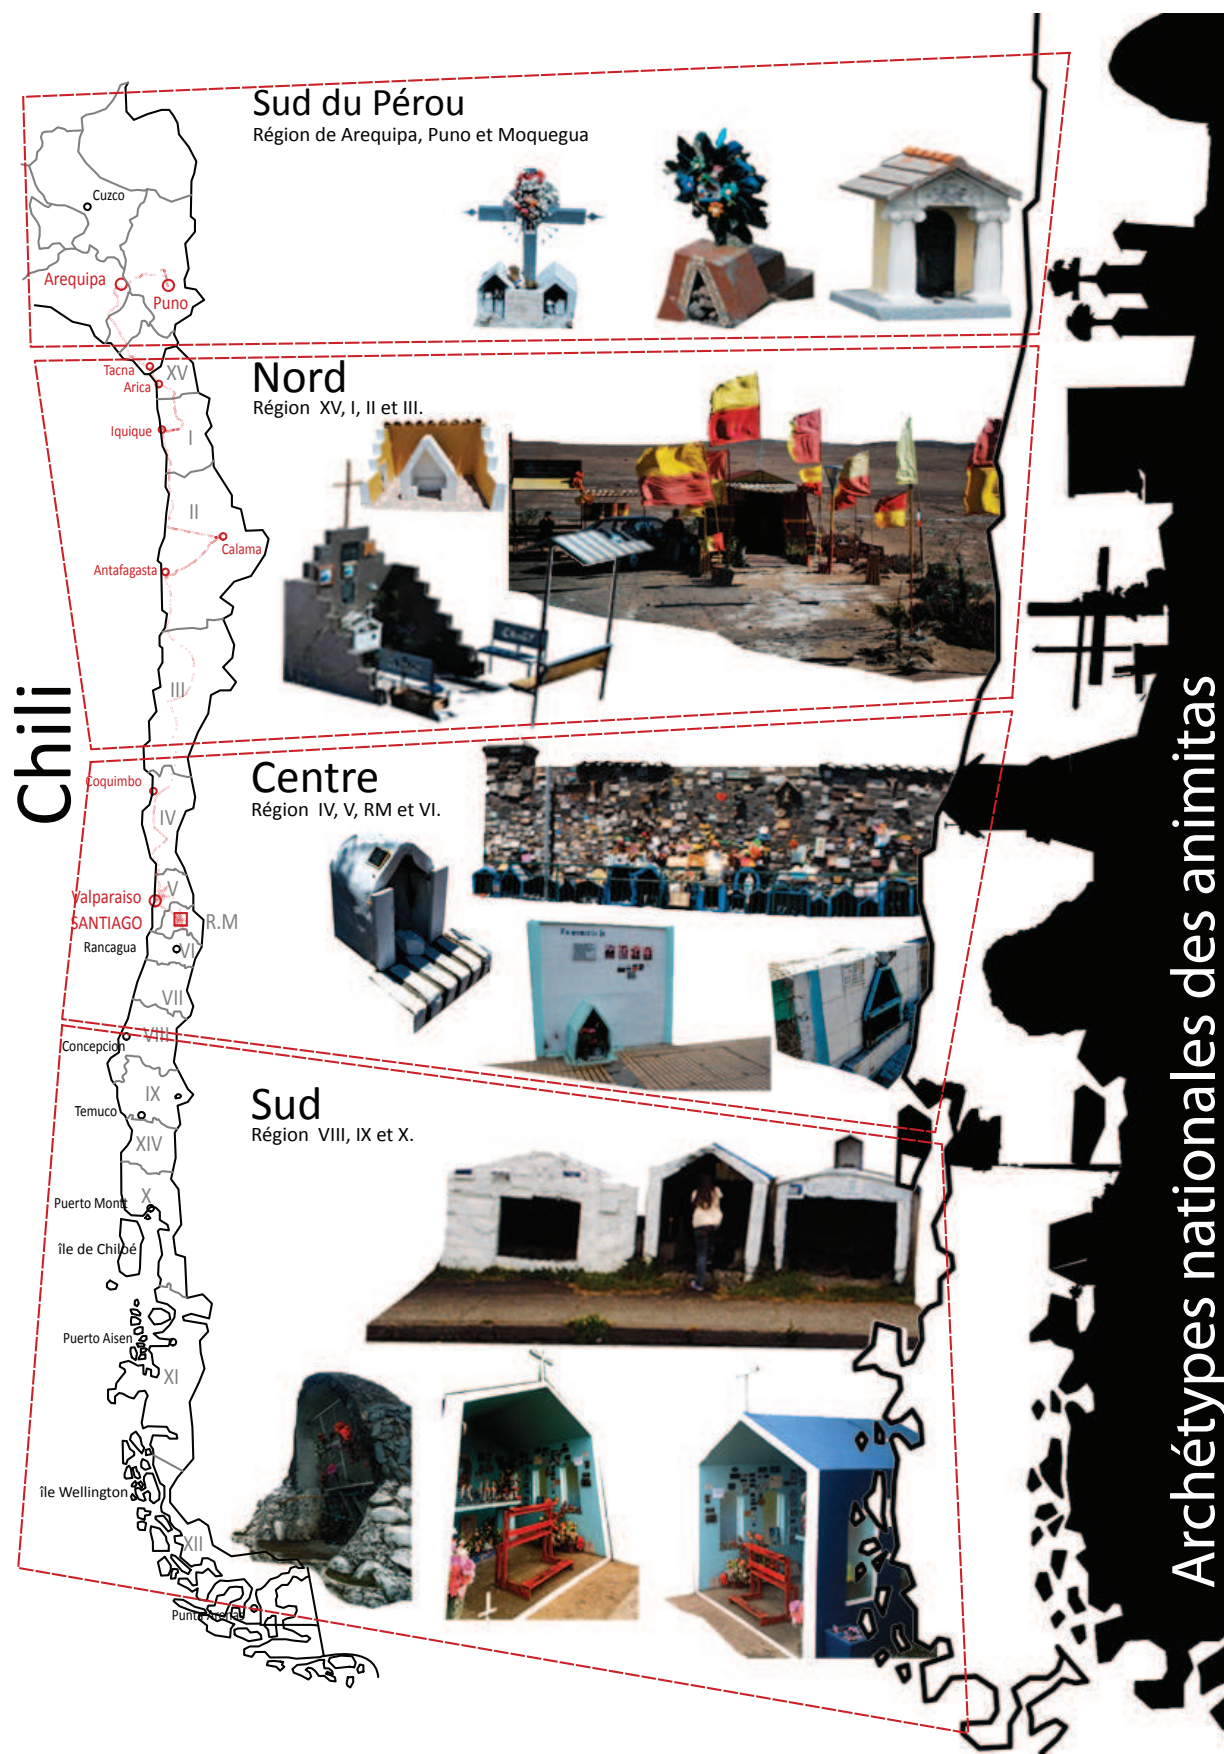 Sud du Pérou
Région de Arequipa, Puno et Moquegua
Cuzco
Arequipa
Puno
Nord
Région XV, I, II et III.
Tacna
XV
Arica
Iquique
I
II
Calama
Antafagasta
III
Chili
Centre
Région IV, V, RM et VI.
Coquimbo
IV
V
Valparaiso
SANTIAGO
R.M
Rancagua
VI
VII
VIII
Concepcion
Sud
Région VIII, IX et X.
IX
Temuco
XIV
X
Puerto Montt
île de Chiloé
Puerto Aisen
XI
île Wellington
XII
Punta Arenas
Archétypes nationales des animitas